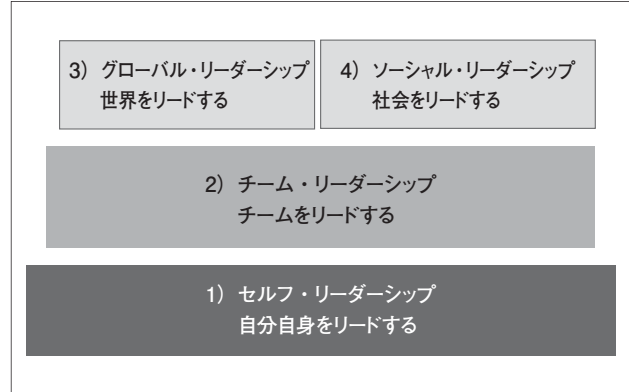 3）グローバル・リーダーシップ
世界をリードする
4）ソーシャル・リーダーシップ
社会をリードする
2）チーム・リーダーシップ
チームをリードする
1）セルフ・リーダーシップ
自分自身をリードする